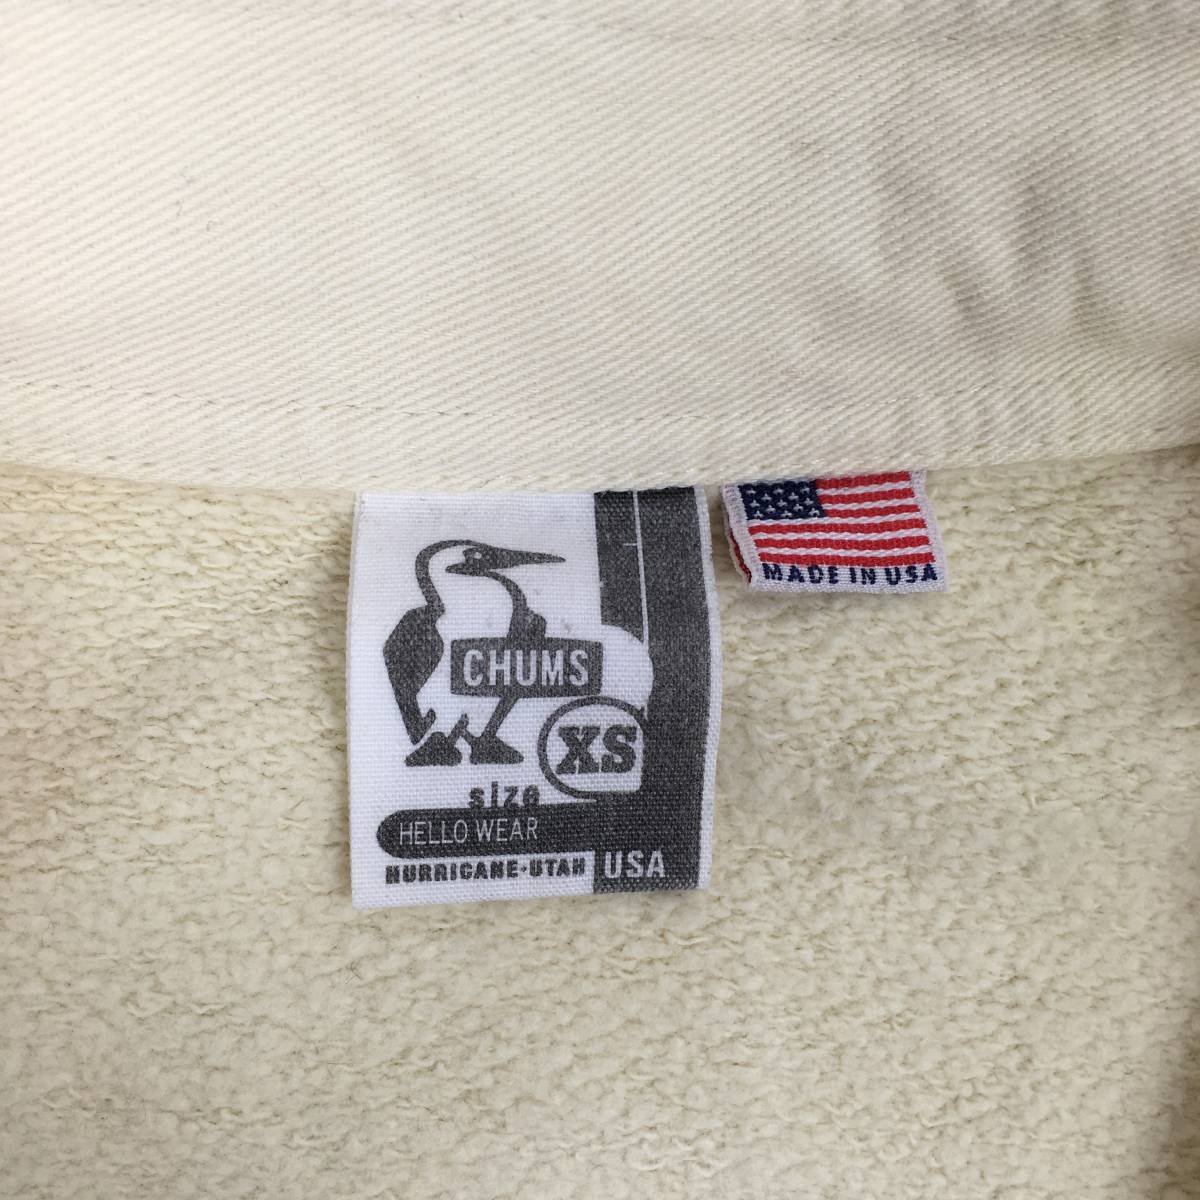 CHUMS
XS
size
HELLO WEAR
HURRICANE·UTAH USA
MADE IN USA